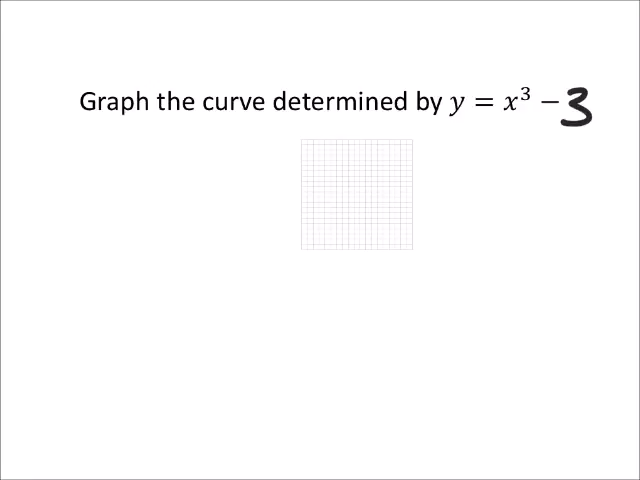 Graph the curve determined by y = x³ − 3